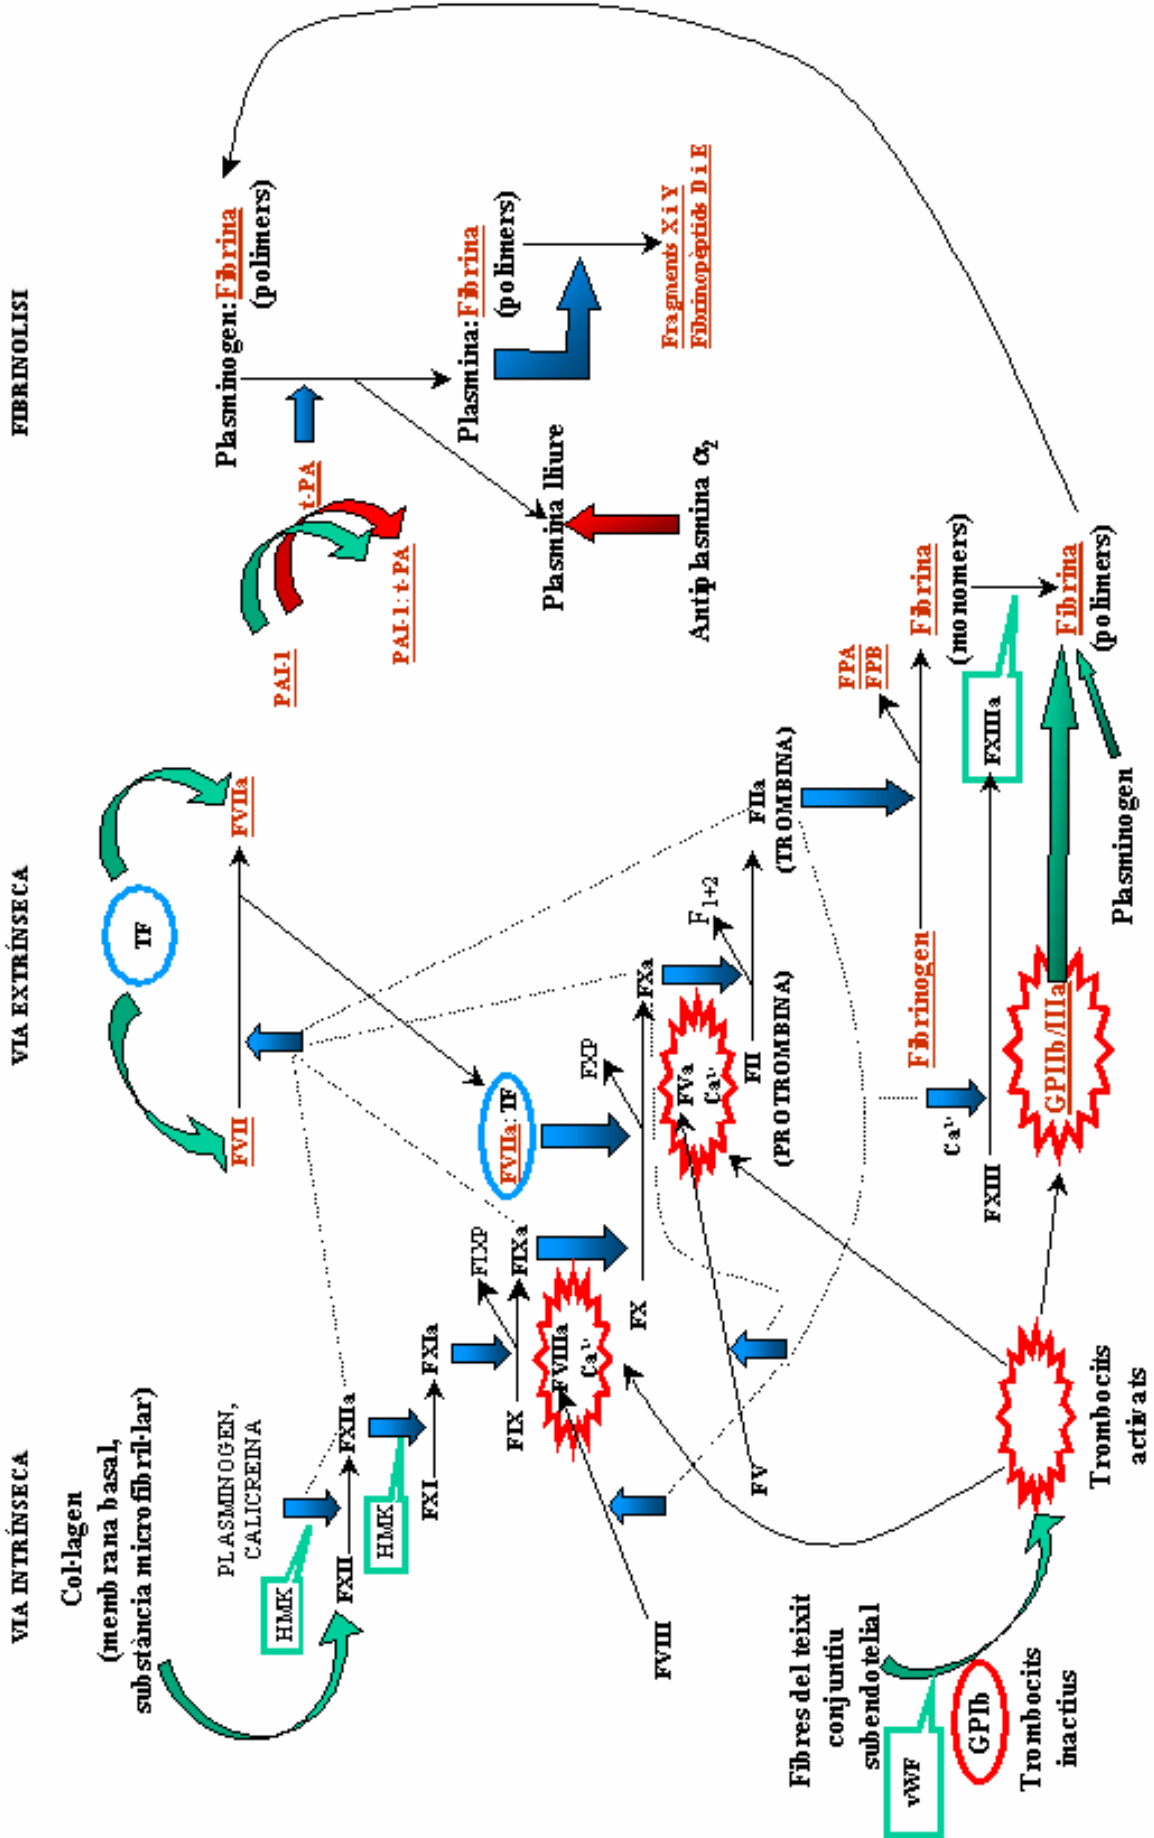 VIA INTRÍNSECA
VIA EXTRÍNSECA
FIBRINOLISI
Col·lagen
(membrana basal,
substància microfibril·lar)
PLASMINOGEN,
CALICREINA
HMK
FXII
FXIIa
HMK
FXI
FXIa
FIXP
FIX
FIXa
FVIIIa
FVIII
TF
FVII
FVIIa
FVIIa: TF
FXP
FX
FXa
FVa
FV
F1+2
FII
(PROTROMBINA)
FIIa
(TROMBINA)
Fibres del teixit
conjuntiu
subendotelial
vWF
GPIb
Trombocits
inactius
Trombocits
activats
FPA
FPB
Fibrinogen
Fibrina
(monomers)
FXIII
FXIIIa
GPIIb/IIIa
Fibrina
(polimers)
Plasminogen
PAI-1
t-PA
PAI-1: t-PA
Plasminogen: Fibrina
(polimers)
Plasmina: Fibrina
(polimers)
Plasmina lliure
Antiplasmina α2
Fragments X i Y
Fibrinopèptids D i E